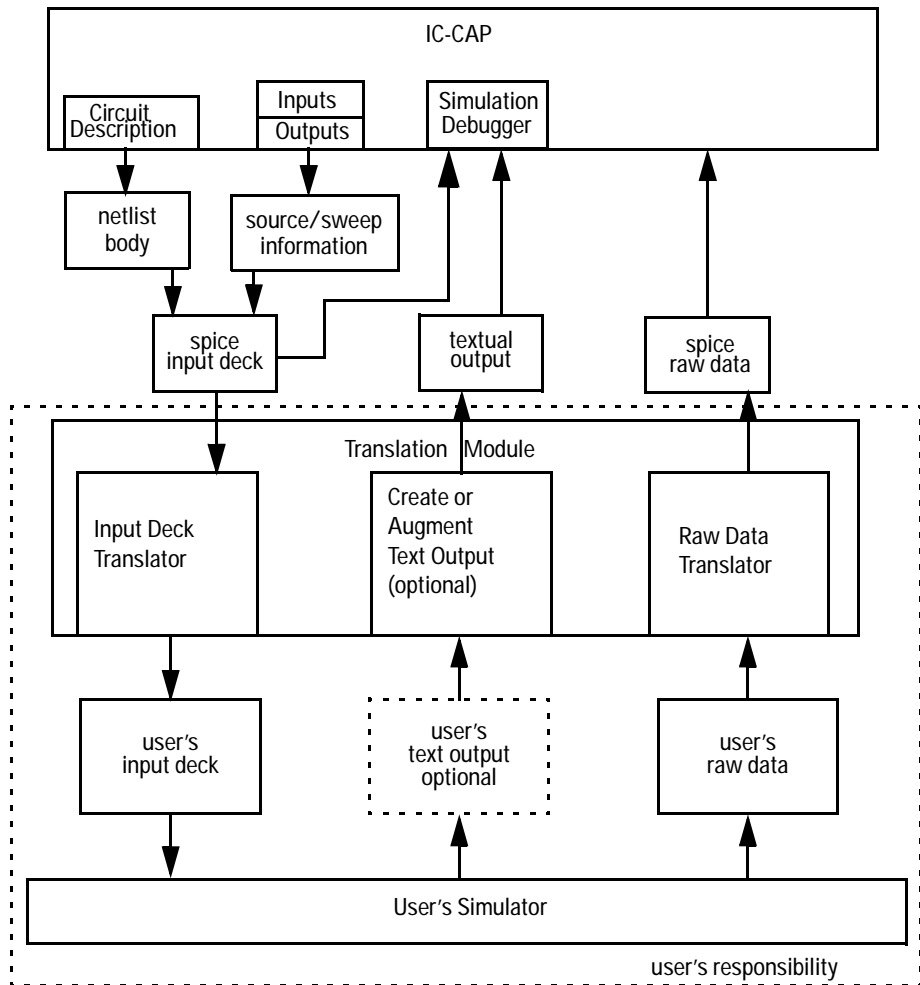 IC-CAP
Circuit
Description
Inputs
Outputs
Simulation
Debugger
netlist
body
source/sweep
information
spice
input deck
textual
output
spice
raw data
Translation Module
Input Deck
Translator
Create or
Augment
Text Output
(optional)
Raw Data
Translator
user's
input deck
user's
text output
optional
user's
raw data
User's Simulator
user's responsibility